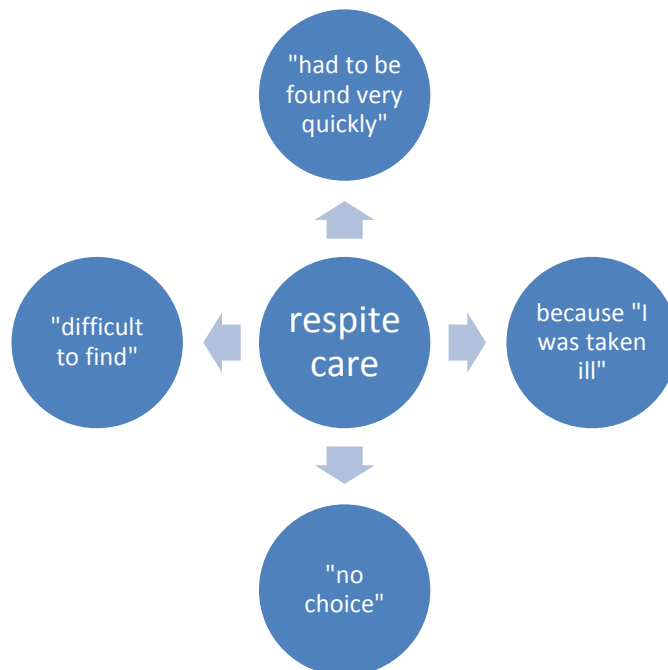 "had to be
found very
quickly"
"difficult
to find"
respite
care
because "I
was taken
ill"
"no
choice"